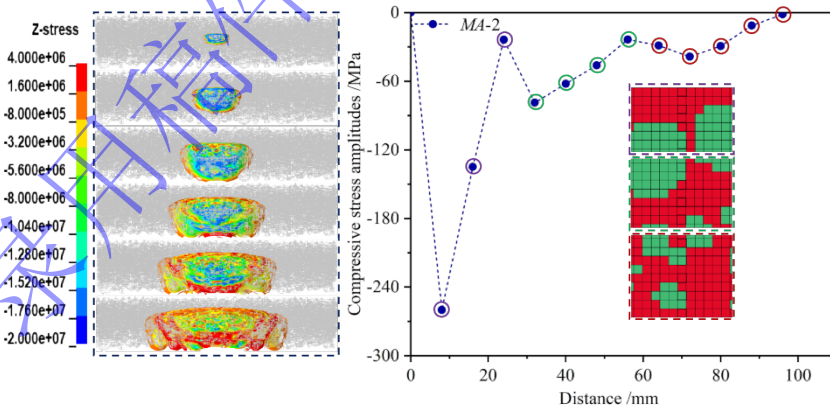 Z-stress
4.000e+06
1.600e+06
-8.000e+05
-3.200e+06
-5.600e+06
-8.000e+06
-1.040e+07
-1.280e+07
-1.520e+07
-1.760e+07
-2.000e+07
Compressive stress amplitudes /MPa
0
-60
-120
-180
-240
-300
MA-2
0
20
40
60
80
100
Distance /mm
用稿